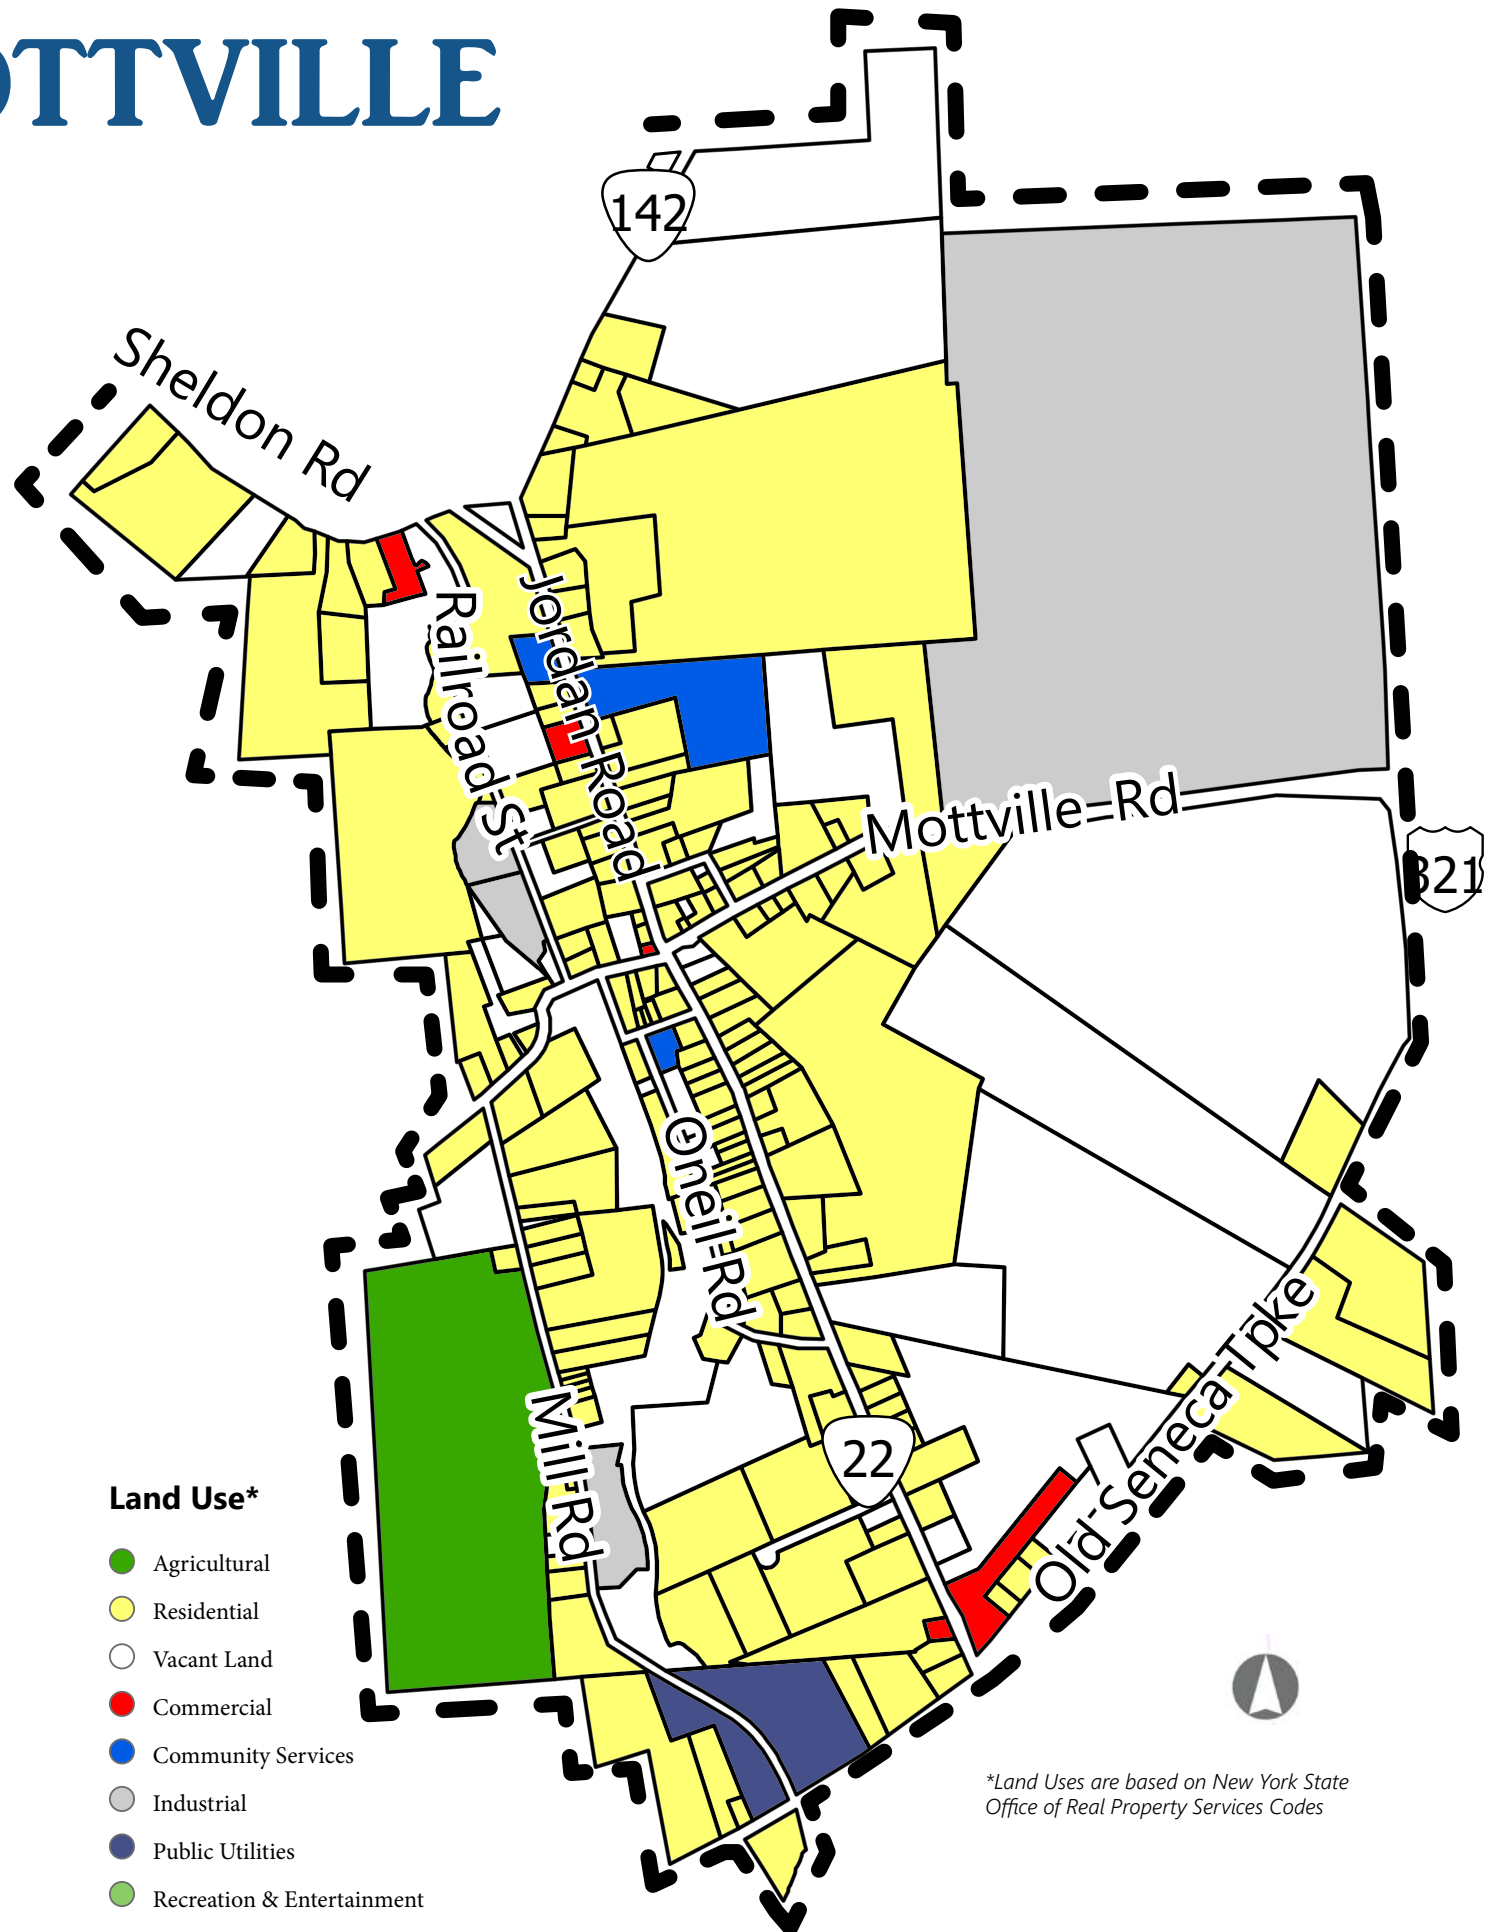 OTTVILLE
142
Sheldon Rd
Railroad St
Jordan Road
Mottville Rd
321
Oneil Rd
Old Seneca Tpke
Mill Rd
22
Land Use*
Agricultural
Residential
Vacant Land
Commercial
Community Services
Industrial
Public Utilities
Recreation & Entertainment
*Land Uses are based on New York State
Office of Real Property Services Codes